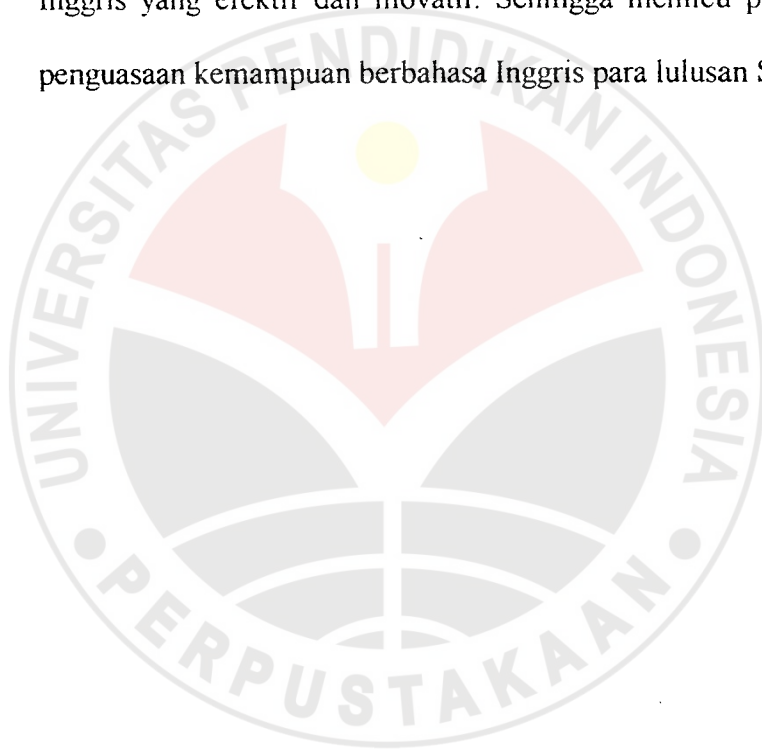 Inggris yang efektif dan inovatif. Sehingga memicu
penguasaan kemampuan berbahasa Inggris para lulusan
UNIVERSITAS PENDIDIKAN INDONESIA
• PERPUSTAKAAN •